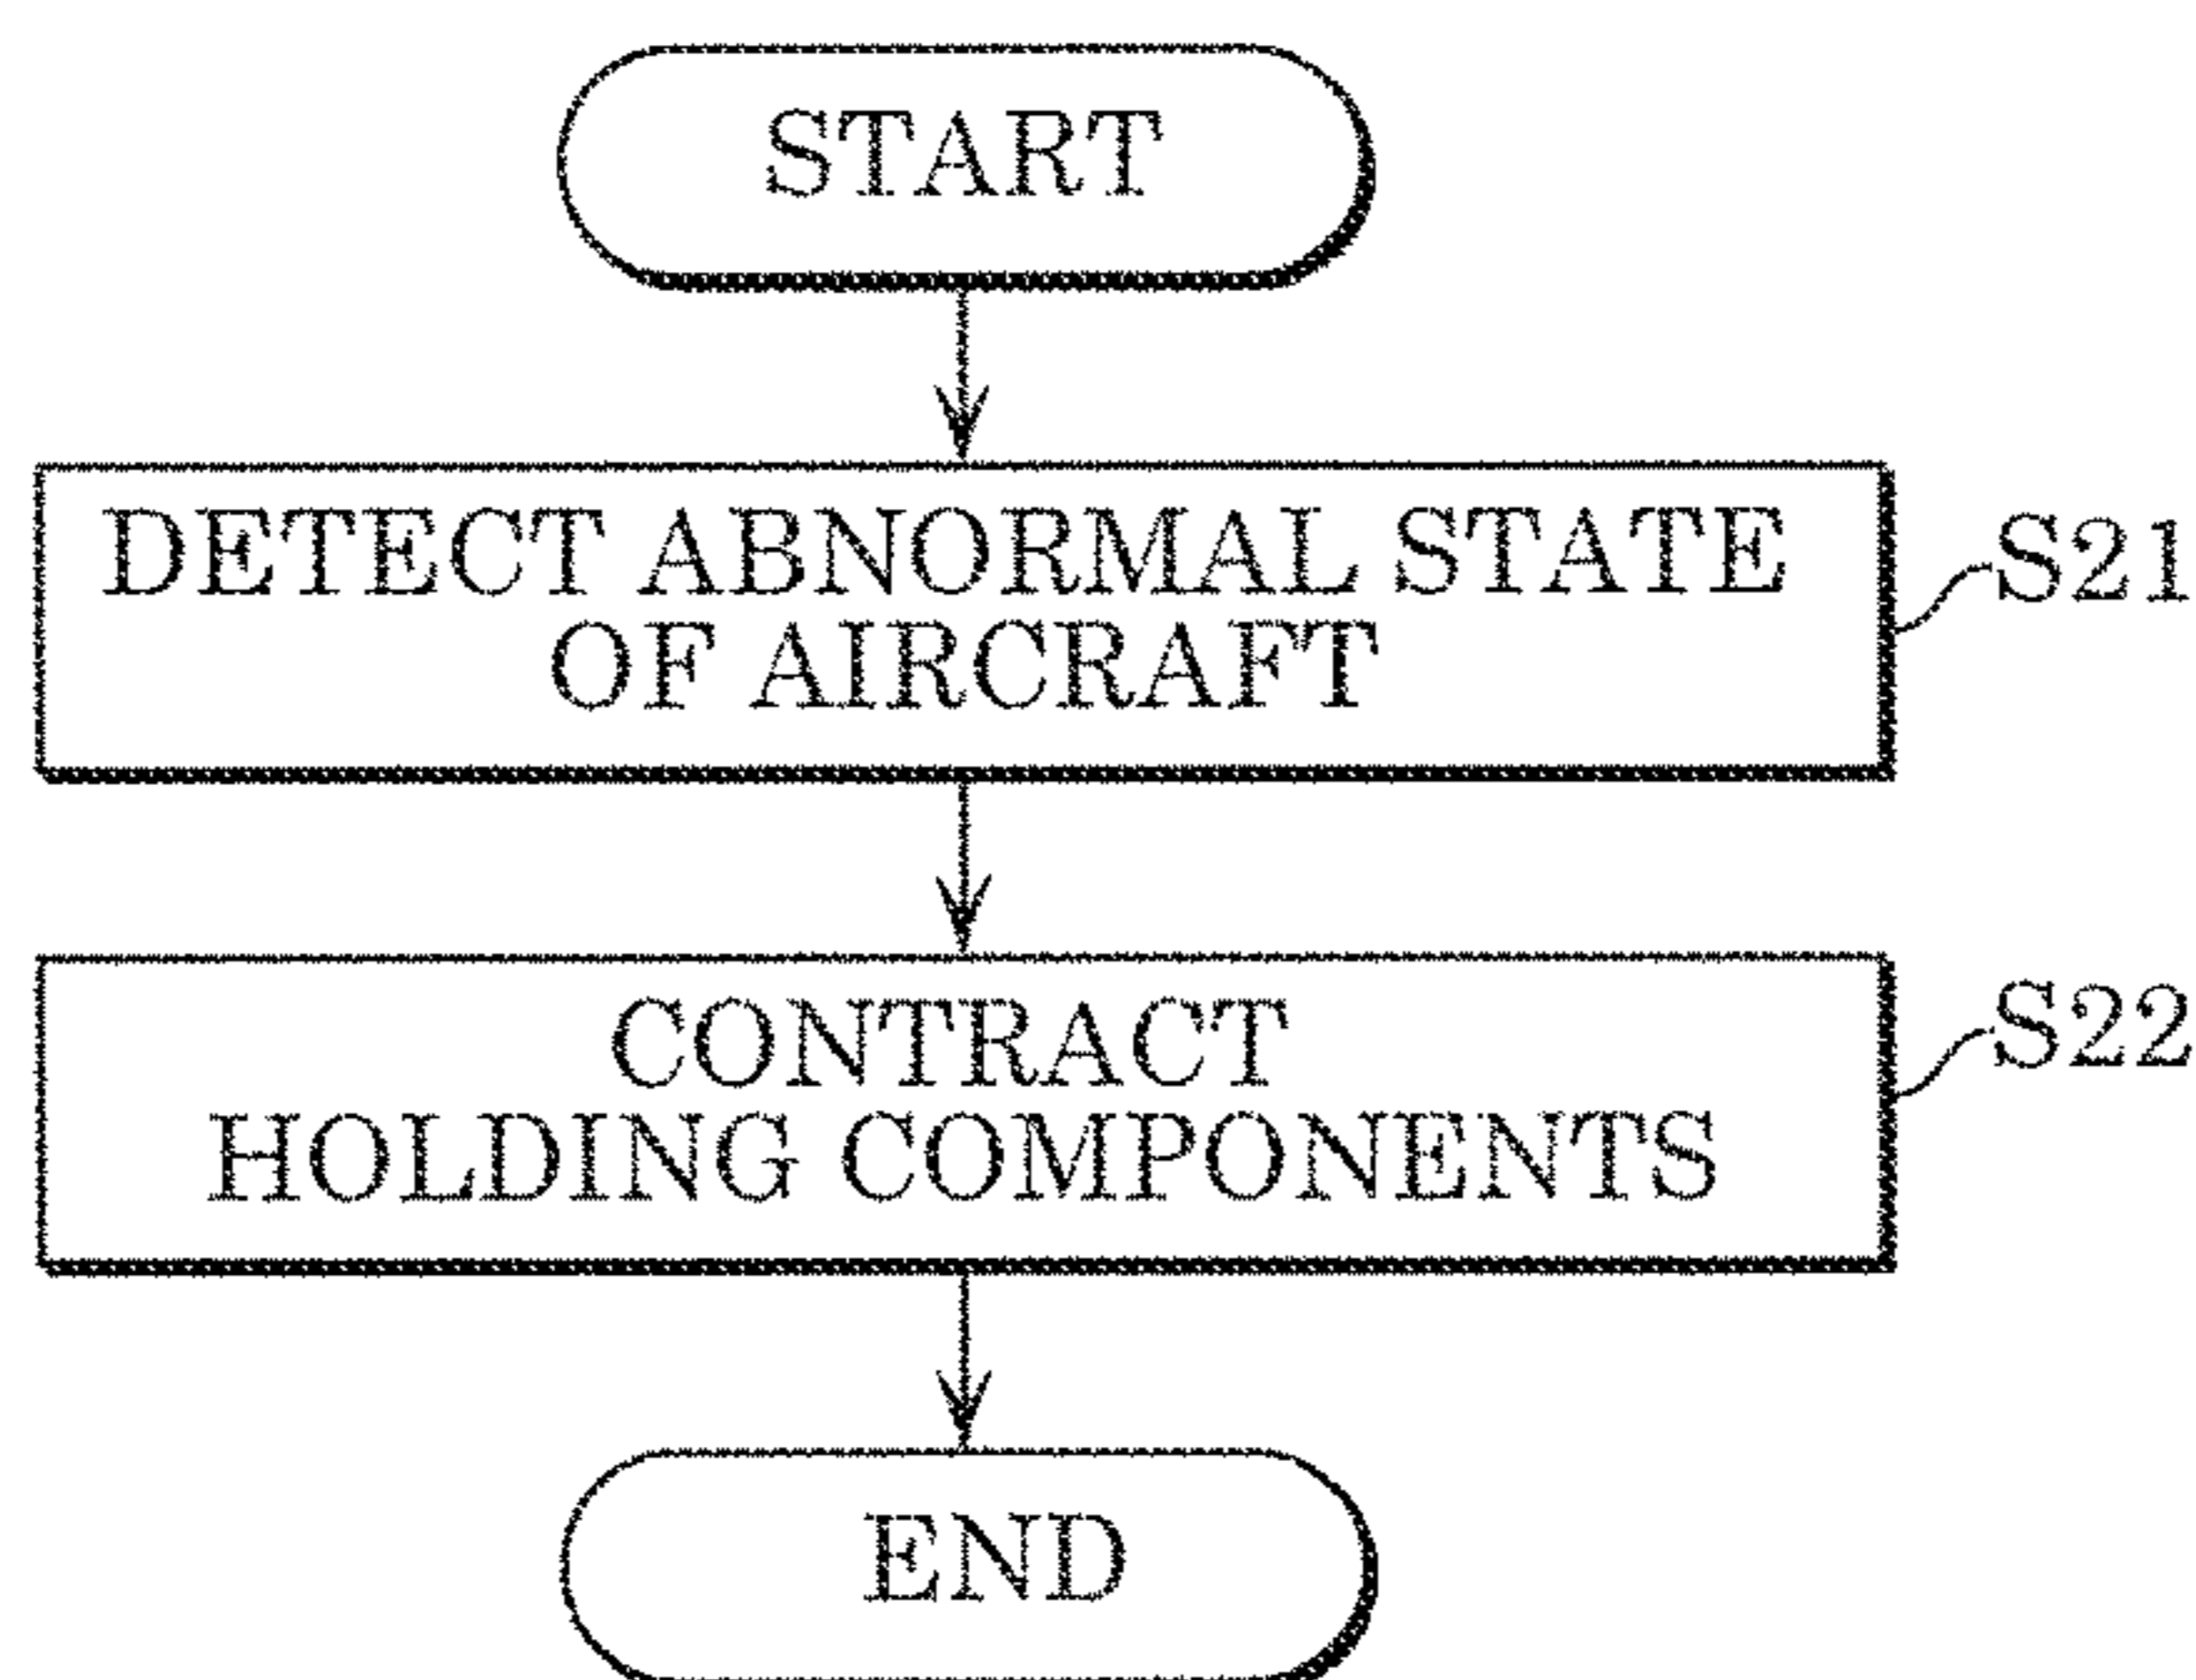 START
DETECT ABNORMAL STATE
OF AIRCRAFT
S21
CONTRACT
HOLDING COMPONENTS
S22
END